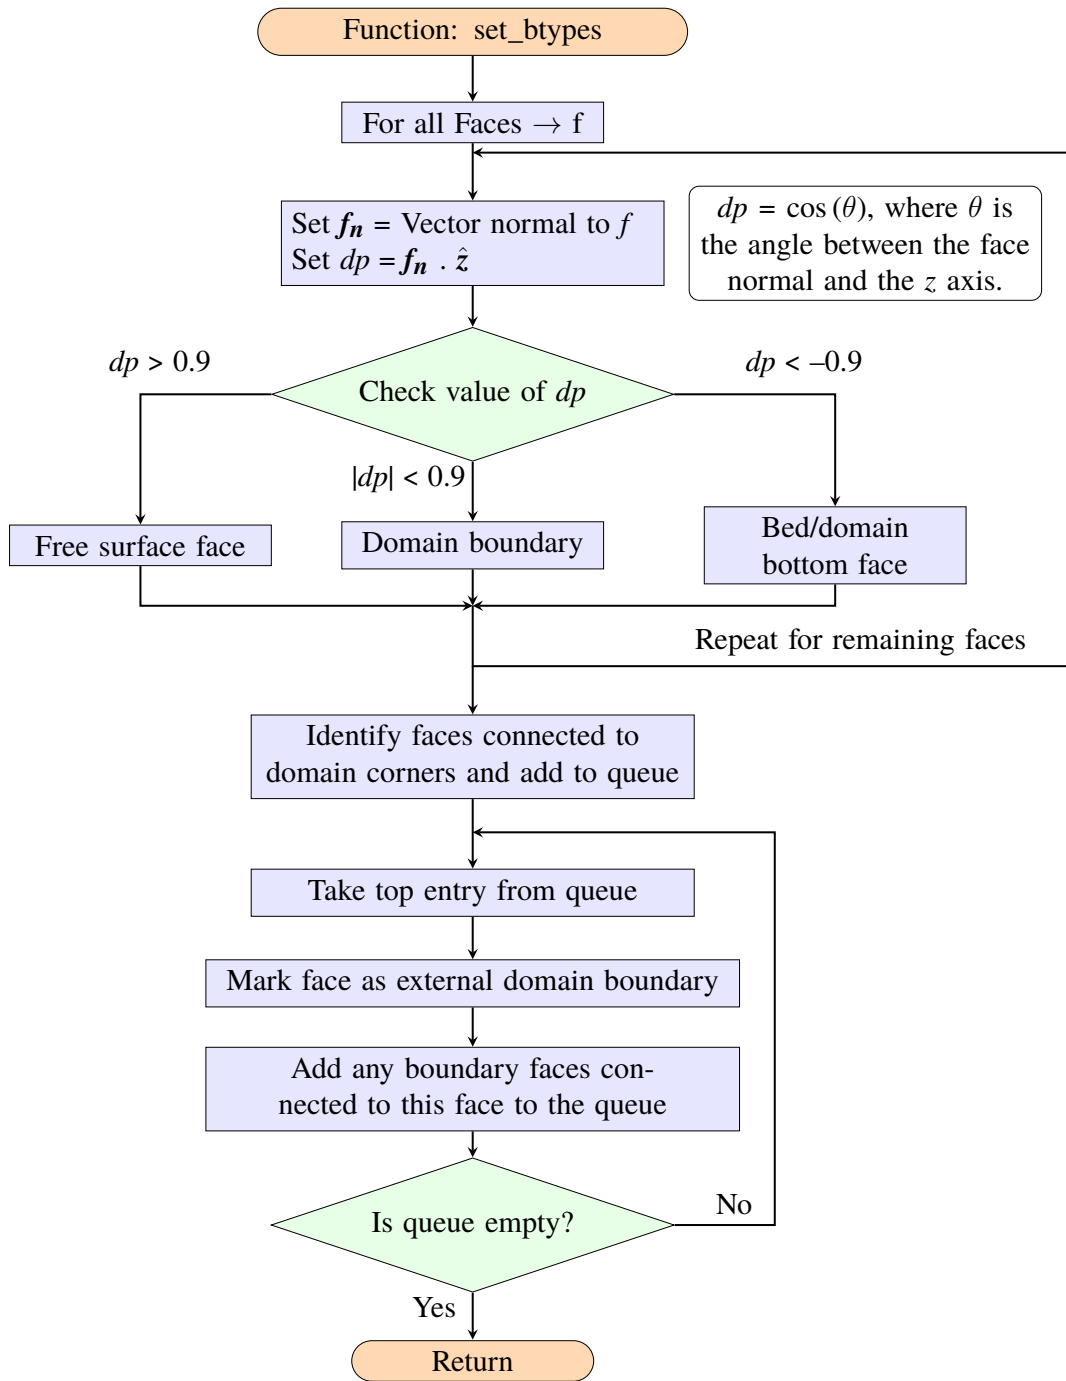 Function: set_btypes
For all Faces → f
Set f_n = Vector normal to f
Set dp = f_n . ẑ
dp = cos (θ), where θ is
the angle between the face
normal and the z axis.
dp > 0.9
Check value of dp
dp < –0.9
|dp| < 0.9
Free surface face
Domain boundary
Bed/domain
bottom face
Repeat for remaining faces
Identify faces connected to
domain corners and add to queue
Take top entry from queue
Mark face as external domain boundary
Add any boundary faces con-
nected to this face to the queue
Is queue empty?
No
Yes
Return